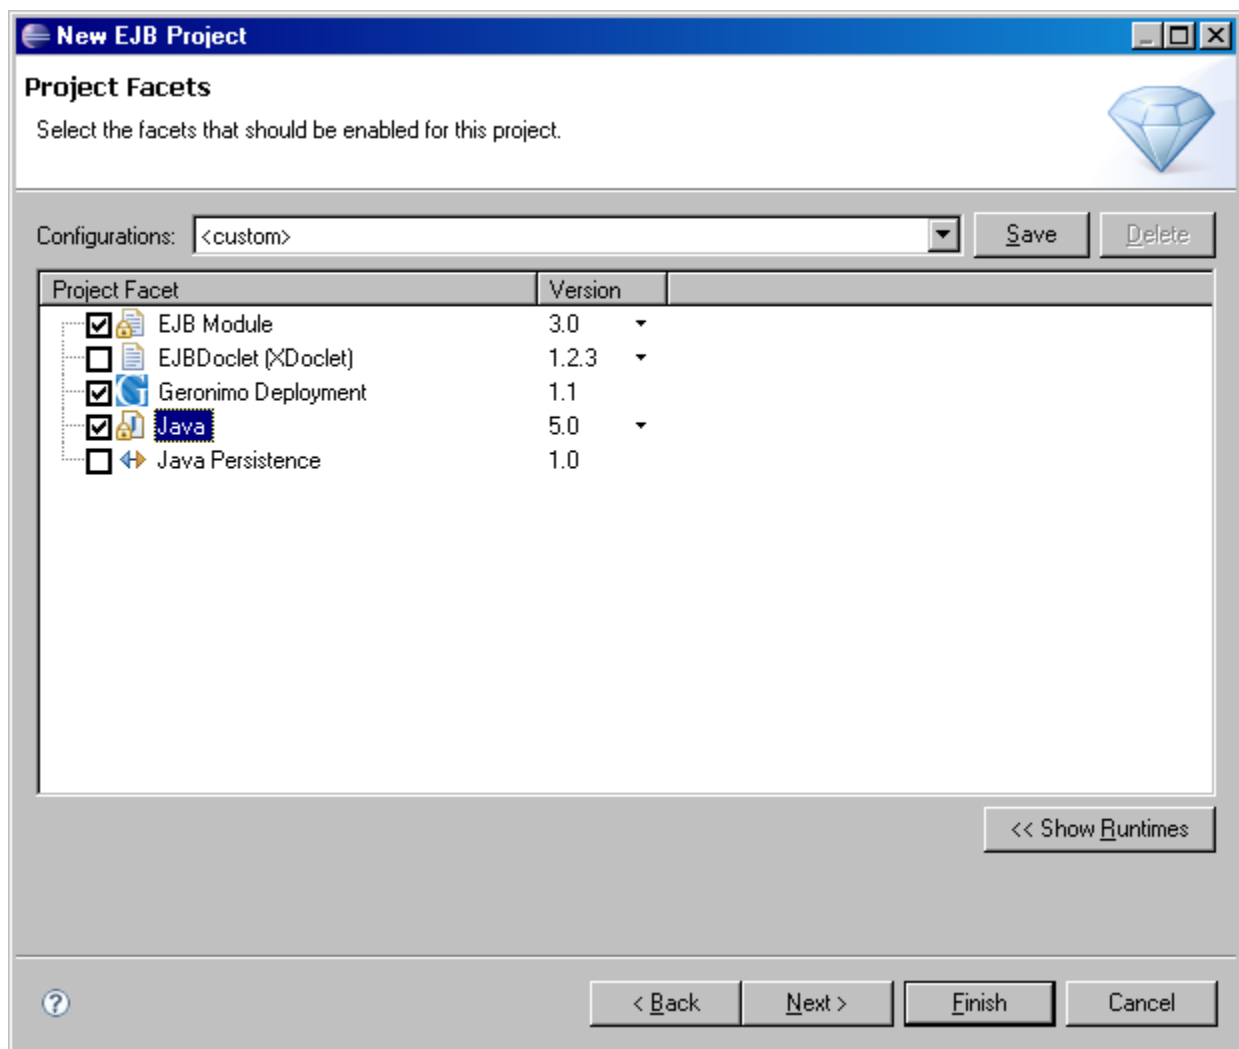 New EJB Project
Project Facets
Select the facets that should be enabled for this project.
Configurations: <custom> Save Delete
Project Facet Version
EJB Module 3.0
EJBDoclet (XDoclet) 1.2.3
Geronimo Deployment 1.1
Java 5.0
Java Persistence 1.0
<< Show Runtimes
? < Back Next > Finish Cancel